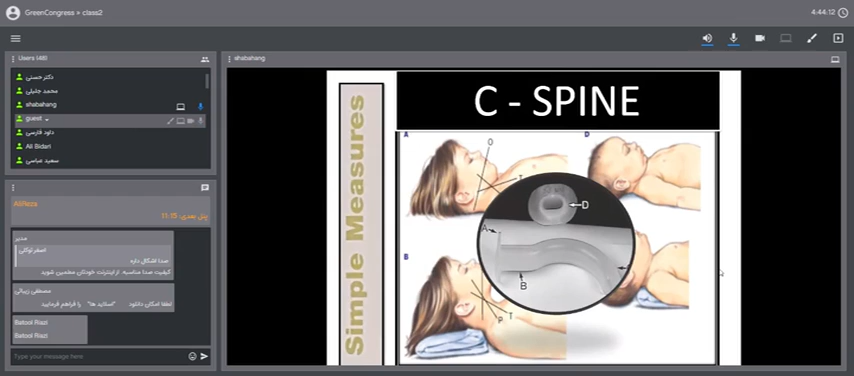 GreenCongress » class2
4:44:12
Users (48)
دکتر حسنی
محمد جلیلی
shabahang
guest
داود فارسی
Ali Bidari
سعید عباسی
AliReza
پنل بعدی: 11:15
مدیر
اصغر توکلی
صدا اشکال داره
کیفیت صدا مناسبه. از اینترنت خودتان مطمئن شوید
مصطفی زیبائی
لطفا امکان دانلود "اسلاید ها" را فراهم فرمایید
Batool Riazi
Batool Riazi
Type your message here
shabahang
C - SPINE
Simple Measures
A
O
T
D
B
P
T
A
D
B